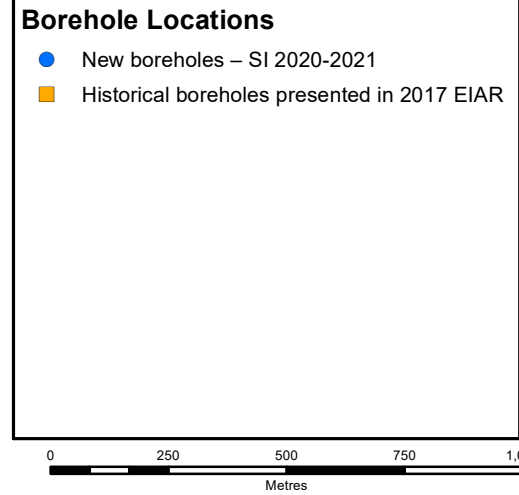 Borehole Locations
New boreholes – SI 2020-2021
Historical boreholes presented in 2017 EIAR
0 250 500 750
Metres